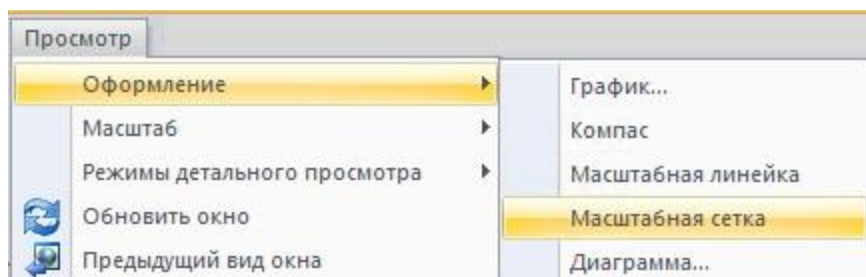 Просмотр
Оформление
Масштаб
Режимы детального просмотра
Обновить окно
Предыдущий вид окна
График...
Компас
Масштабная линейка
Масштабная сетка
Диаграмма...